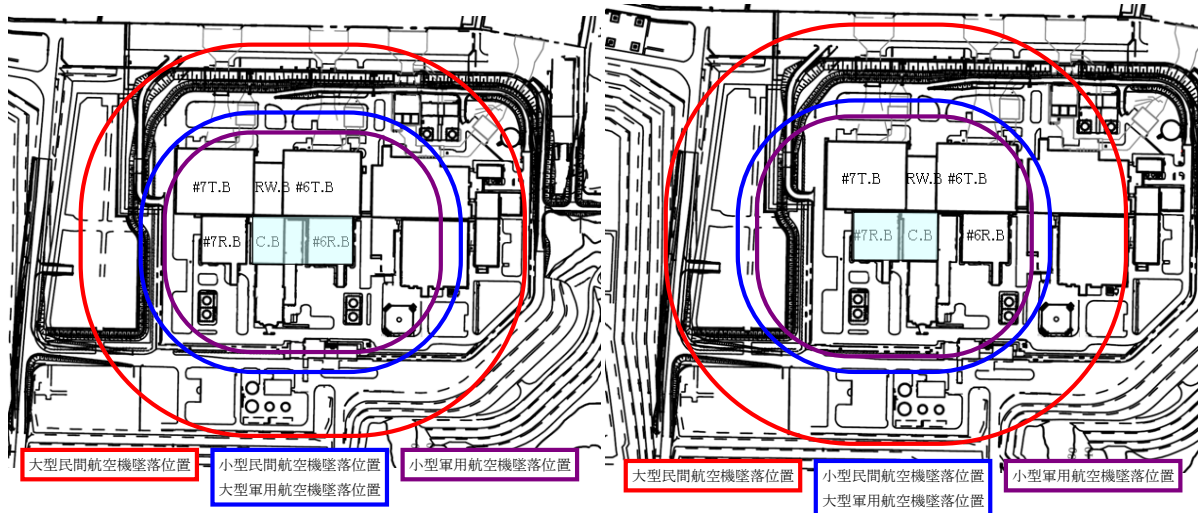 #7T.B
RW.B
#6T.B
#7R.B
C.B
#6R.B
大型民間航空機墜落位置
小型民間航空機墜落位置
大型軍用航空機墜落位置
小型軍用航空機墜落位置
#7T.B
RW.B
#6T.B
#7R.B
C.B
#6R.B
大型民間航空機墜落位置
小型民間航空機墜落位置
大型軍用航空機墜落位置
小型軍用航空機墜落位置